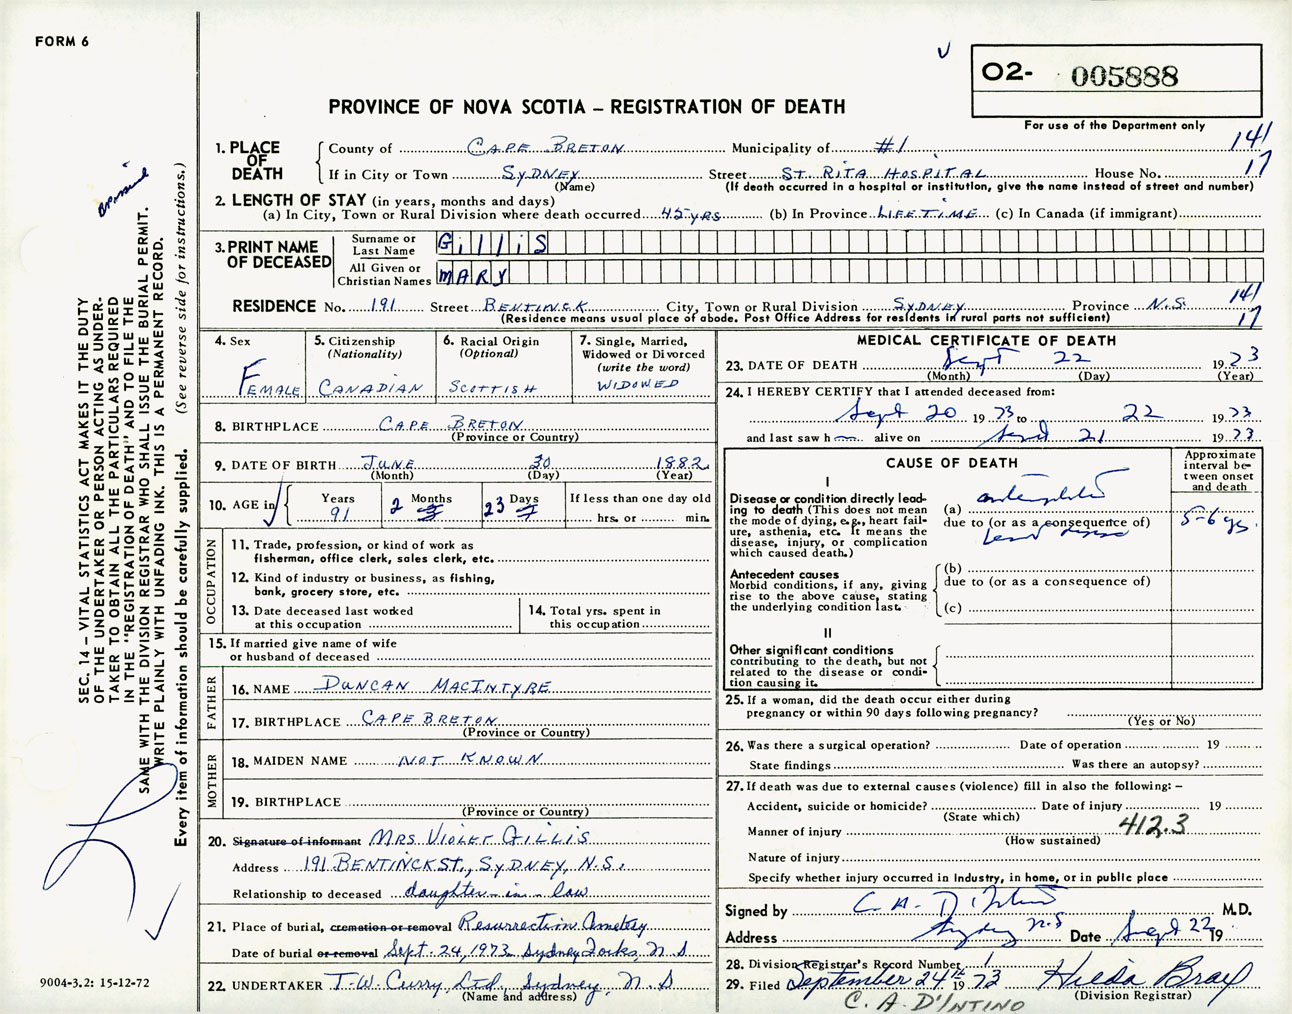 FORM 6
O2- 005888
For use of the Department only
PROVINCE OF NOVA SCOTIA – REGISTRATION OF DEATH
1. PLACE OF DEATH
County of CAPE BRETON Municipality of #1 141
If in City or Town SYDNEY Street ST. RITA HOSPITAL House No. 17
(Name) (If death occurred in a hospital or institution, give the name instead of street and number)
2. LENGTH OF STAY (in years, months and days)
(a) In City, Town or Rural Division where death occurred 45 yrs (b) In Province LIFETIME (c) In Canada (if immigrant)
3. PRINT NAME OF DECEASED
Surname or Last Name GilliS
All Given or Christian Names MARY
RESIDENCE No. 191 Street BENTINCK City, Town or Rural Division SYDNEY Province N.S. 141
(Residence means usual place of abode. Post Office Address for residents in rural parts not sufficient) 17
4. Sex
FEMALE
5. Citizenship
(Nationality)
CANADIAN
6. Racial Origin
(Optional)
SCOTTISH
7. Single, Married,
Widowed or Divorced
(write the word)
WIDOWED
8. BIRTHPLACE CAPE BRETON
(Province or Country)
9. DATE OF BIRTH JUNE 30 1882
(Month) (Day) (Year)
10. AGE in Years Months Days If less than one day old
91 2 23 hrs. or min.
OCCUPATION
11. Trade, profession, or kind of work as
fisherman, office clerk, sales clerk, etc.
12. Kind of industry or business, as fishing,
bank, grocery store, etc.
13. Date deceased last worked
at this occupation
14. Total yrs. spent in
this occupation
15. If married give name of wife
or husband of deceased
FATHER
16. NAME DUNCAN MACINTYRE
17. BIRTHPLACE CAPE BRETON
(Province or Country)
MOTHER
18. MAIDEN NAME NOT KNOWN
19. BIRTHPLACE
(Province or Country)
20. Signature of informant MRS VIOLET GILLIS
Address 191 BENTINCK ST., SYDNEY, N.S.
Relationship to deceased daughter-in-law
21. Place of burial, cremation or removal Resurrection Cemetery
Date of burial or removal Sept. 24, 1973 Sydney Forks, N S
22. UNDERTAKER T.W. Curry, Ltd., Sydney, N. S
(Name and address)
MEDICAL CERTIFICATE OF DEATH
23. DATE OF DEATH Sept 22 1973
(Month) (Day) (Year)
24. I HEREBY CERTIFY that I attended deceased from:
Sept 20 1973 to 22 1973
and last saw h alive on Sept 21 1973
CAUSE OF DEATH
Approximate
interval be-
tween onset
and death
I
Disease or condition directly lead-
ing to death (This does not mean
the mode of dying, e.g., heart fail-
ure, asthenia, etc. It means the
disease, injury, or complication
which caused death.)
(a)
due to (or as a consequence of)
5-6 yrs.
Antecedent causes
Morbid conditions, if any, giving
rise to the above cause, stating
the underlying condition last.
(b)
due to (or as a consequence of)
(c)
II
Other significant conditions
contributing to the death, but not
related to the disease or condi-
tion causing it.
25. If a woman, did the death occur either during
pregnancy or within 90 days following pregnancy?
(Yes or No)
26. Was there a surgical operation? Date of operation 19
State findings Was there an autopsy?
27. If death was due to external causes (violence) fill in also the following: –
Accident, suicide or homicide? Date of injury 19
(State which)
Manner of injury 412.3
(How sustained)
Nature of injury
Specify whether injury occurred in Industry, in home, or in public place
Signed by C. A. D'Intino M.D.
Address Sydney N.S Date Sept 22 19
28. Division Registrar's Record Number 1
29. Filed September 24th 1973 Hilda Bray
(Division Registrar)
C. A. D'INTINO
SEC. 14 – VITAL STATISTICS ACT MAKES IT THE DUTY
OF THE UNDERTAKER OR PERSON ACTING AS UNDER-
TAKER TO OBTAIN ALL THE PARTICULARS REQUIRED
IN THE "REGISTRATION OF DEATH" AND TO FILE THE
SAME WITH THE DIVISION REGISTRAR WHO SHALL ISSUE THE BURIAL PERMIT.
WRITE PLAINLY WITH UNFADING INK. THIS IS A PERMANENT RECORD.
Every item of information should be carefully supplied. (See reverse side for instructions.)
9004-3.2: 15-12-72